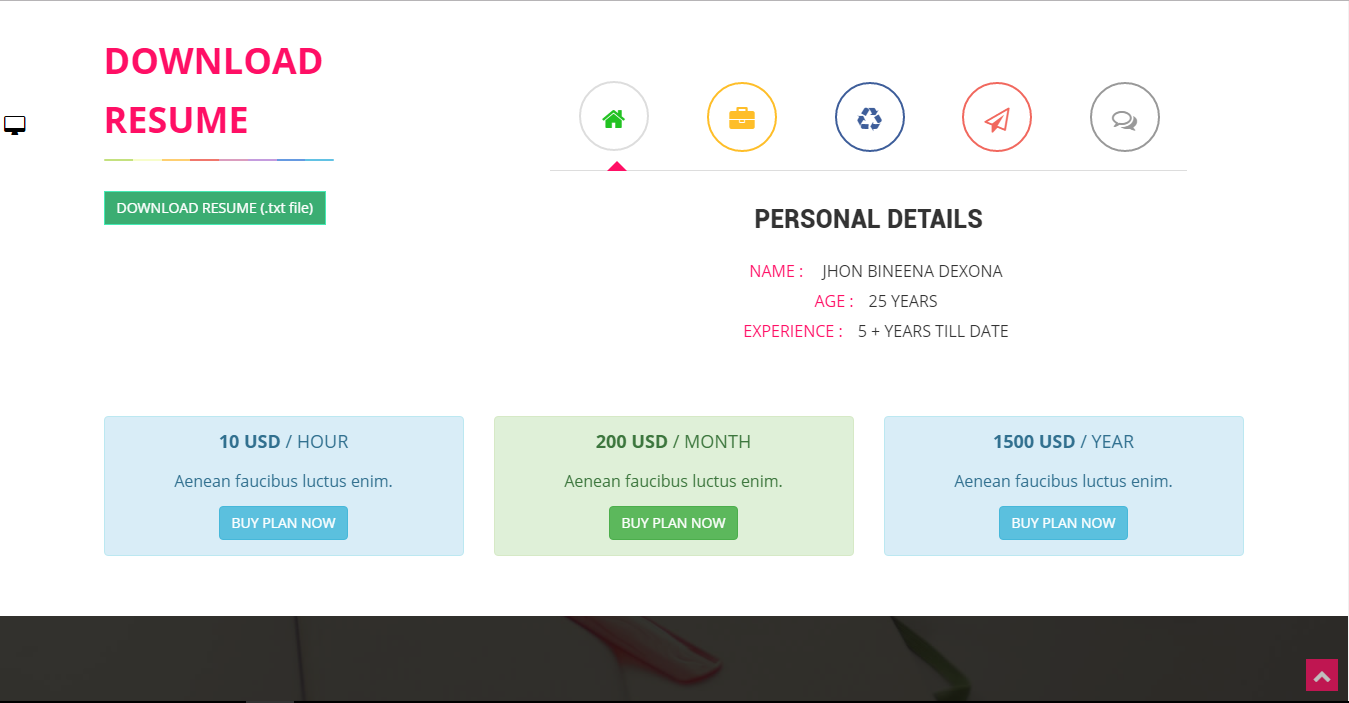 DOWNLOAD
RESUME
DOWNLOAD RESUME (.txt file)
PERSONAL DETAILS
NAME : JHON BINEENA DEXONA
AGE : 25 YEARS
EXPERIENCE : 5 + YEARS TILL DATE
10 USD / HOUR
Aenean faucibus luctus enim.
BUY PLAN NOW
200 USD / MONTH
Aenean faucibus luctus enim.
BUY PLAN NOW
1500 USD / YEAR
Aenean faucibus luctus enim.
BUY PLAN NOW